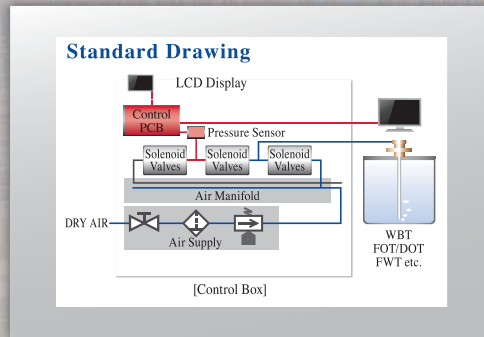 Standard Drawing
LCD Display
Control
PCB
Pressure Sensor
Solenoid
Valves
Solenoid
Valves
Solenoid
Valves
Air Manifold
DRY AIR
Air Supply
WBT
FOT/DOT
FWT etc.
[Control Box]